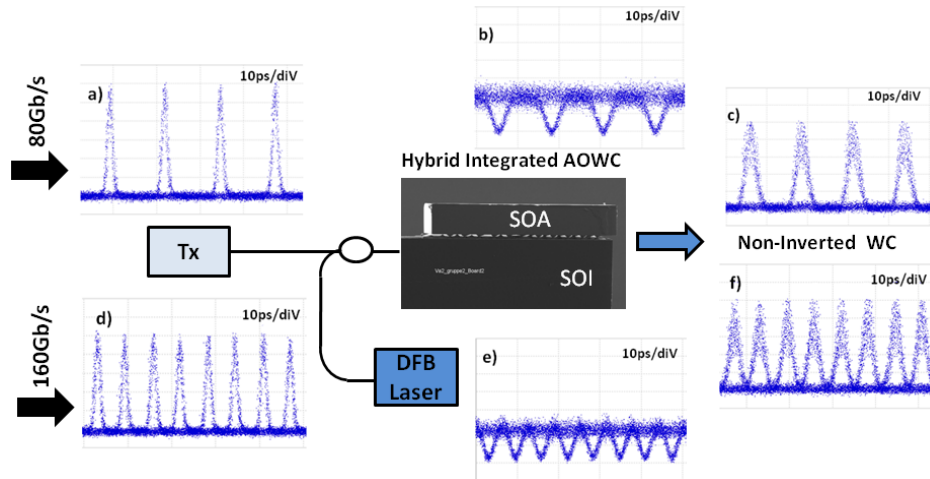 10ps/diV
b)
80Gb/s
a)
10ps/diV
c)
10ps/diV
Hybrid Integrated AOWC
SOA
Tx
Non-Inverted WC
SOI
d)
10ps/diV
f)
10ps/diV
160Gb/s
e)
10ps/diV
DFB
Laser